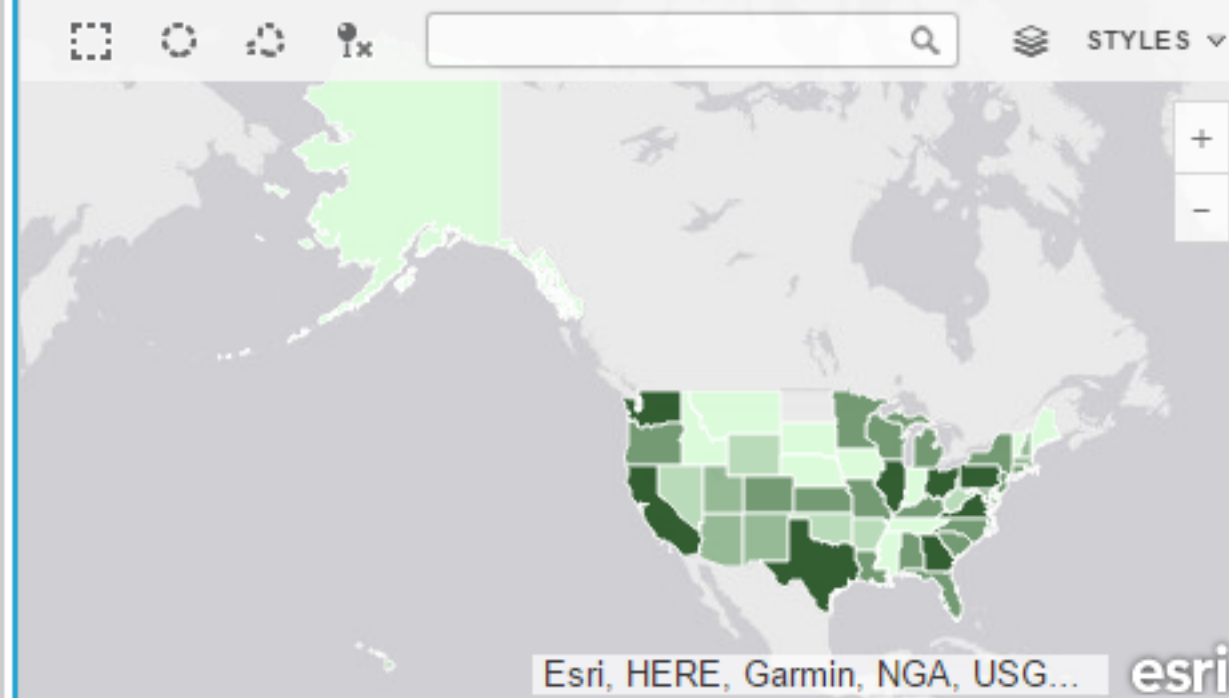 STYLES
+
-
Esri, HERE, Garmin, NGA, USG...
esri